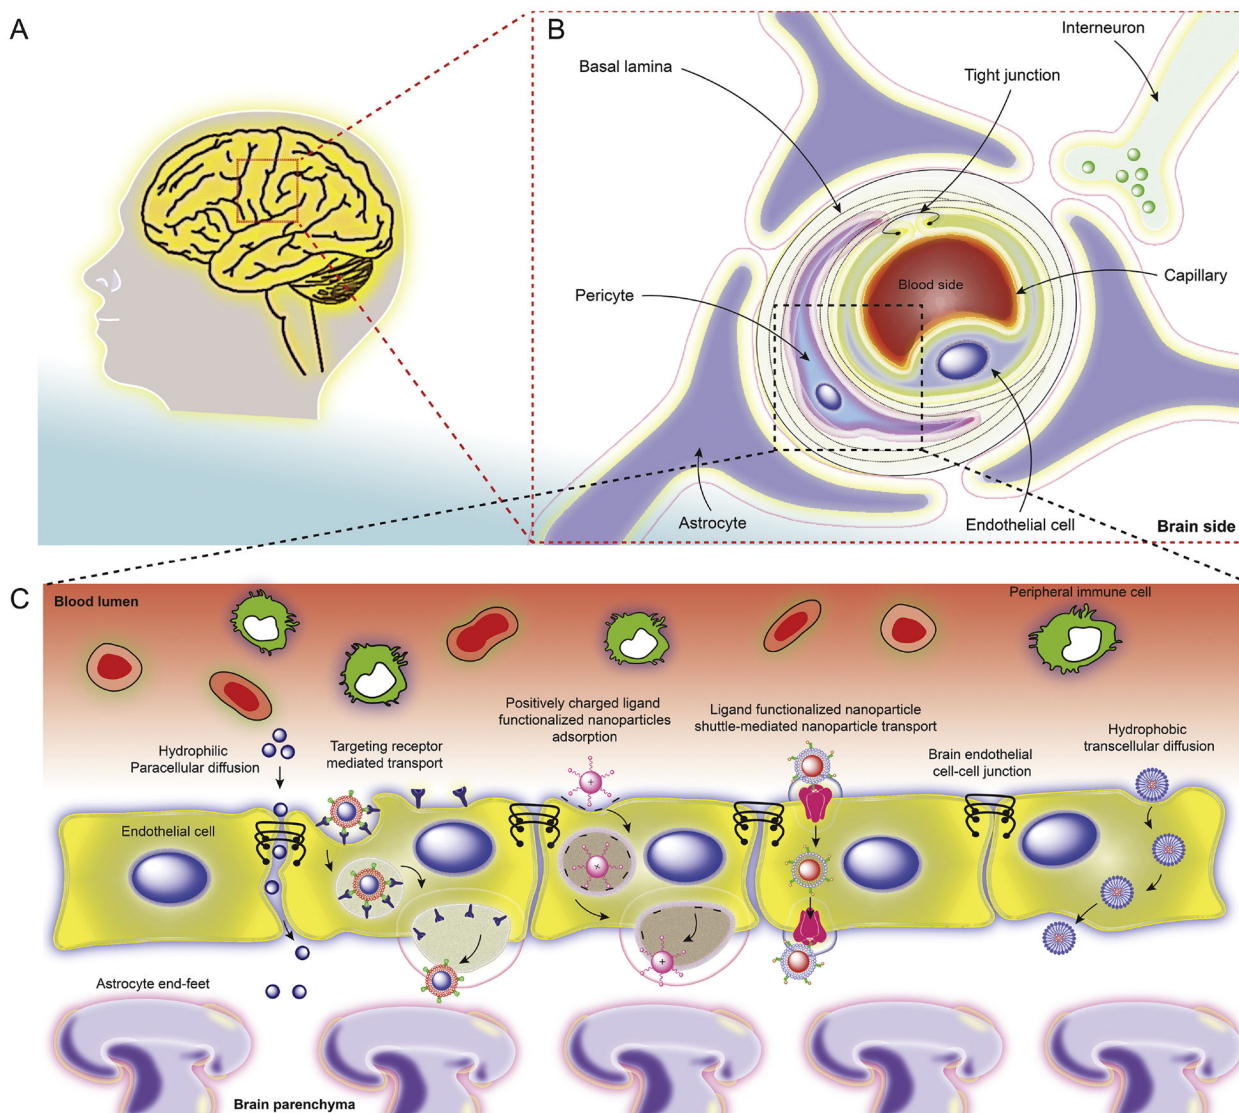 A
B
Interneuron
Basal lamina
Tight junction
Pericyte
Blood side
Capillary
Astrocyte
Endothelial cell
Brain side
C
Blood lumen
Peripheral immune cell
Positively charged ligand
functionalized nanoparticles
adsorption
Ligand functionalized nanoparticle
shuttle-mediated nanoparticle transport
Hydrophilic
Paracellular diffusion
Targeting receptor
mediated transport
Brain endothelial
cell-cell junction
Hydrophobic
transcellular diffusion
Endothelial cell
+
+
+
Astrocyte end-feet
Brain parenchyma